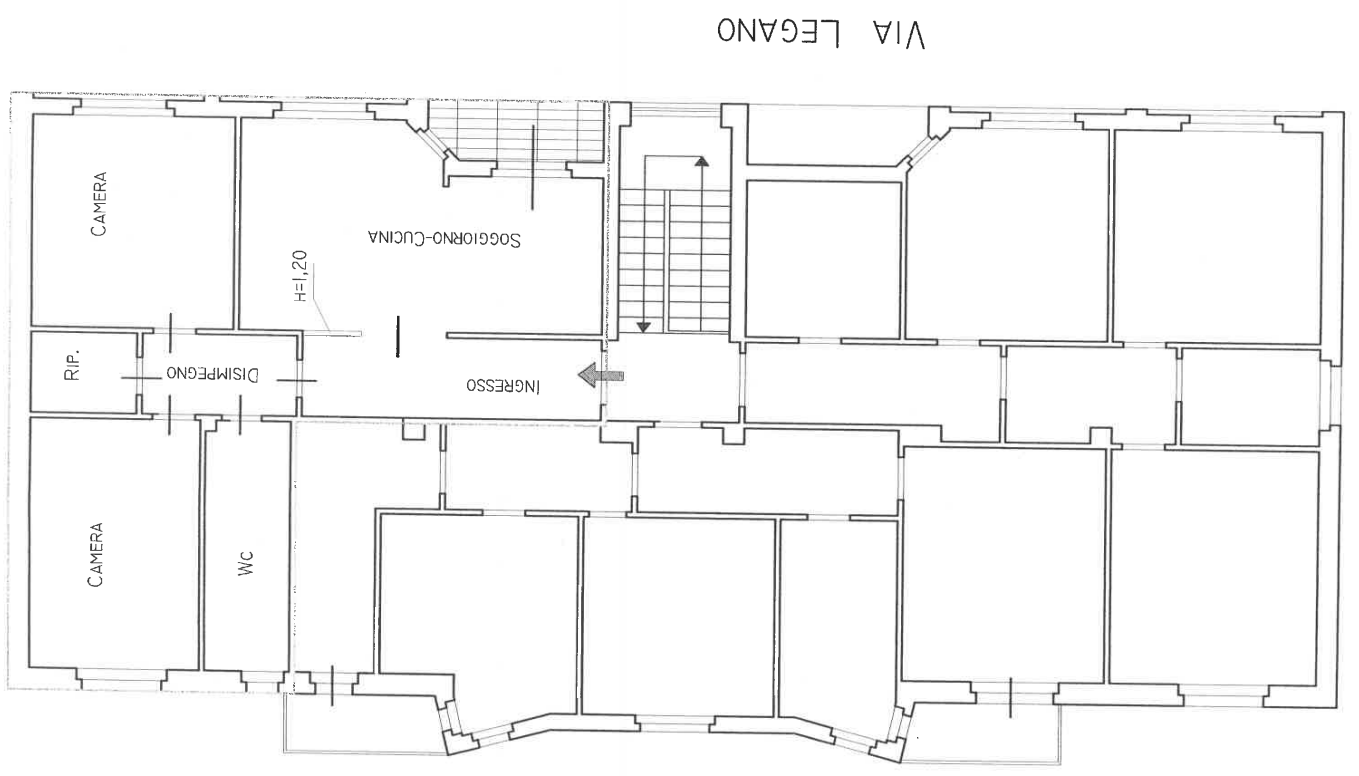 VIA LEGANO
CAMERA
SOGGIORNO-CUCINA
H=1,20
RIP.
DISIMPEGNO
INGRESSO
CAMERA
WC